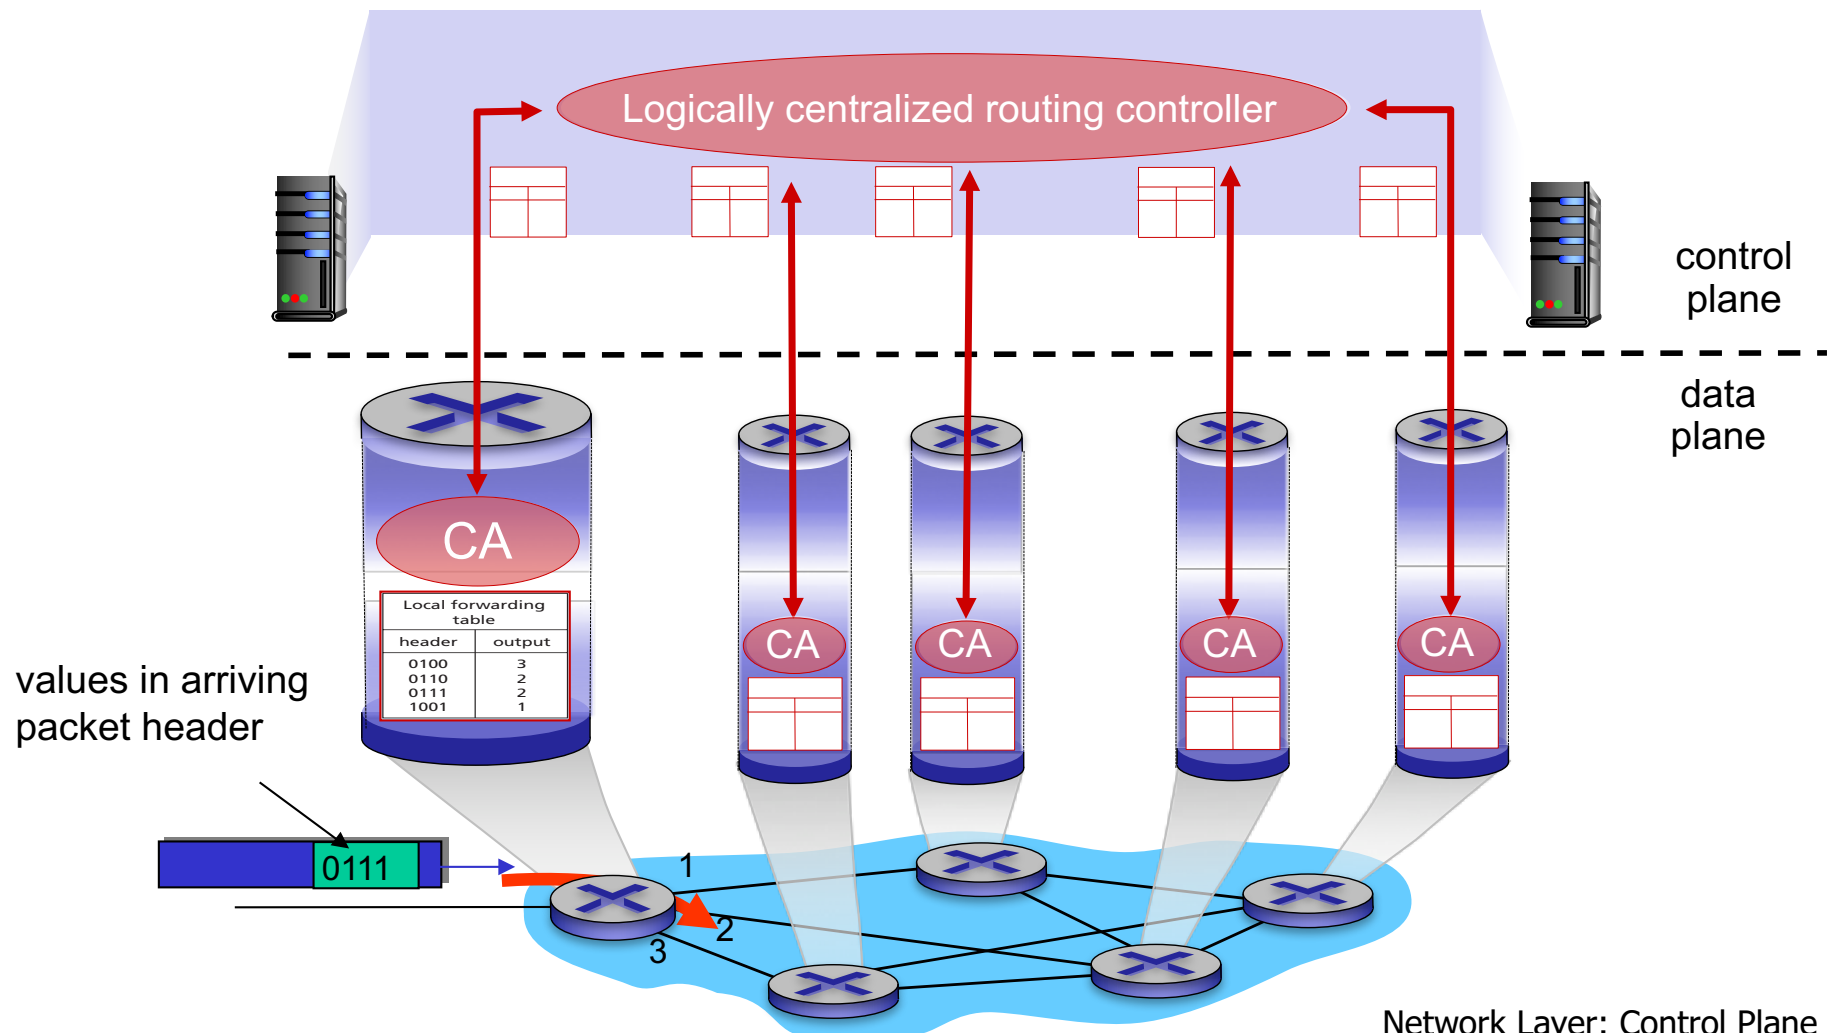 Logically centralized routing controller
control
plane
data
plane
CA
Local forwarding
table
header output
0100 3
0110 2
0111 2
1001 1
CA
CA
CA
CA
values in arriving
packet header
0111
1
2
3
Network Layer: Control Plane